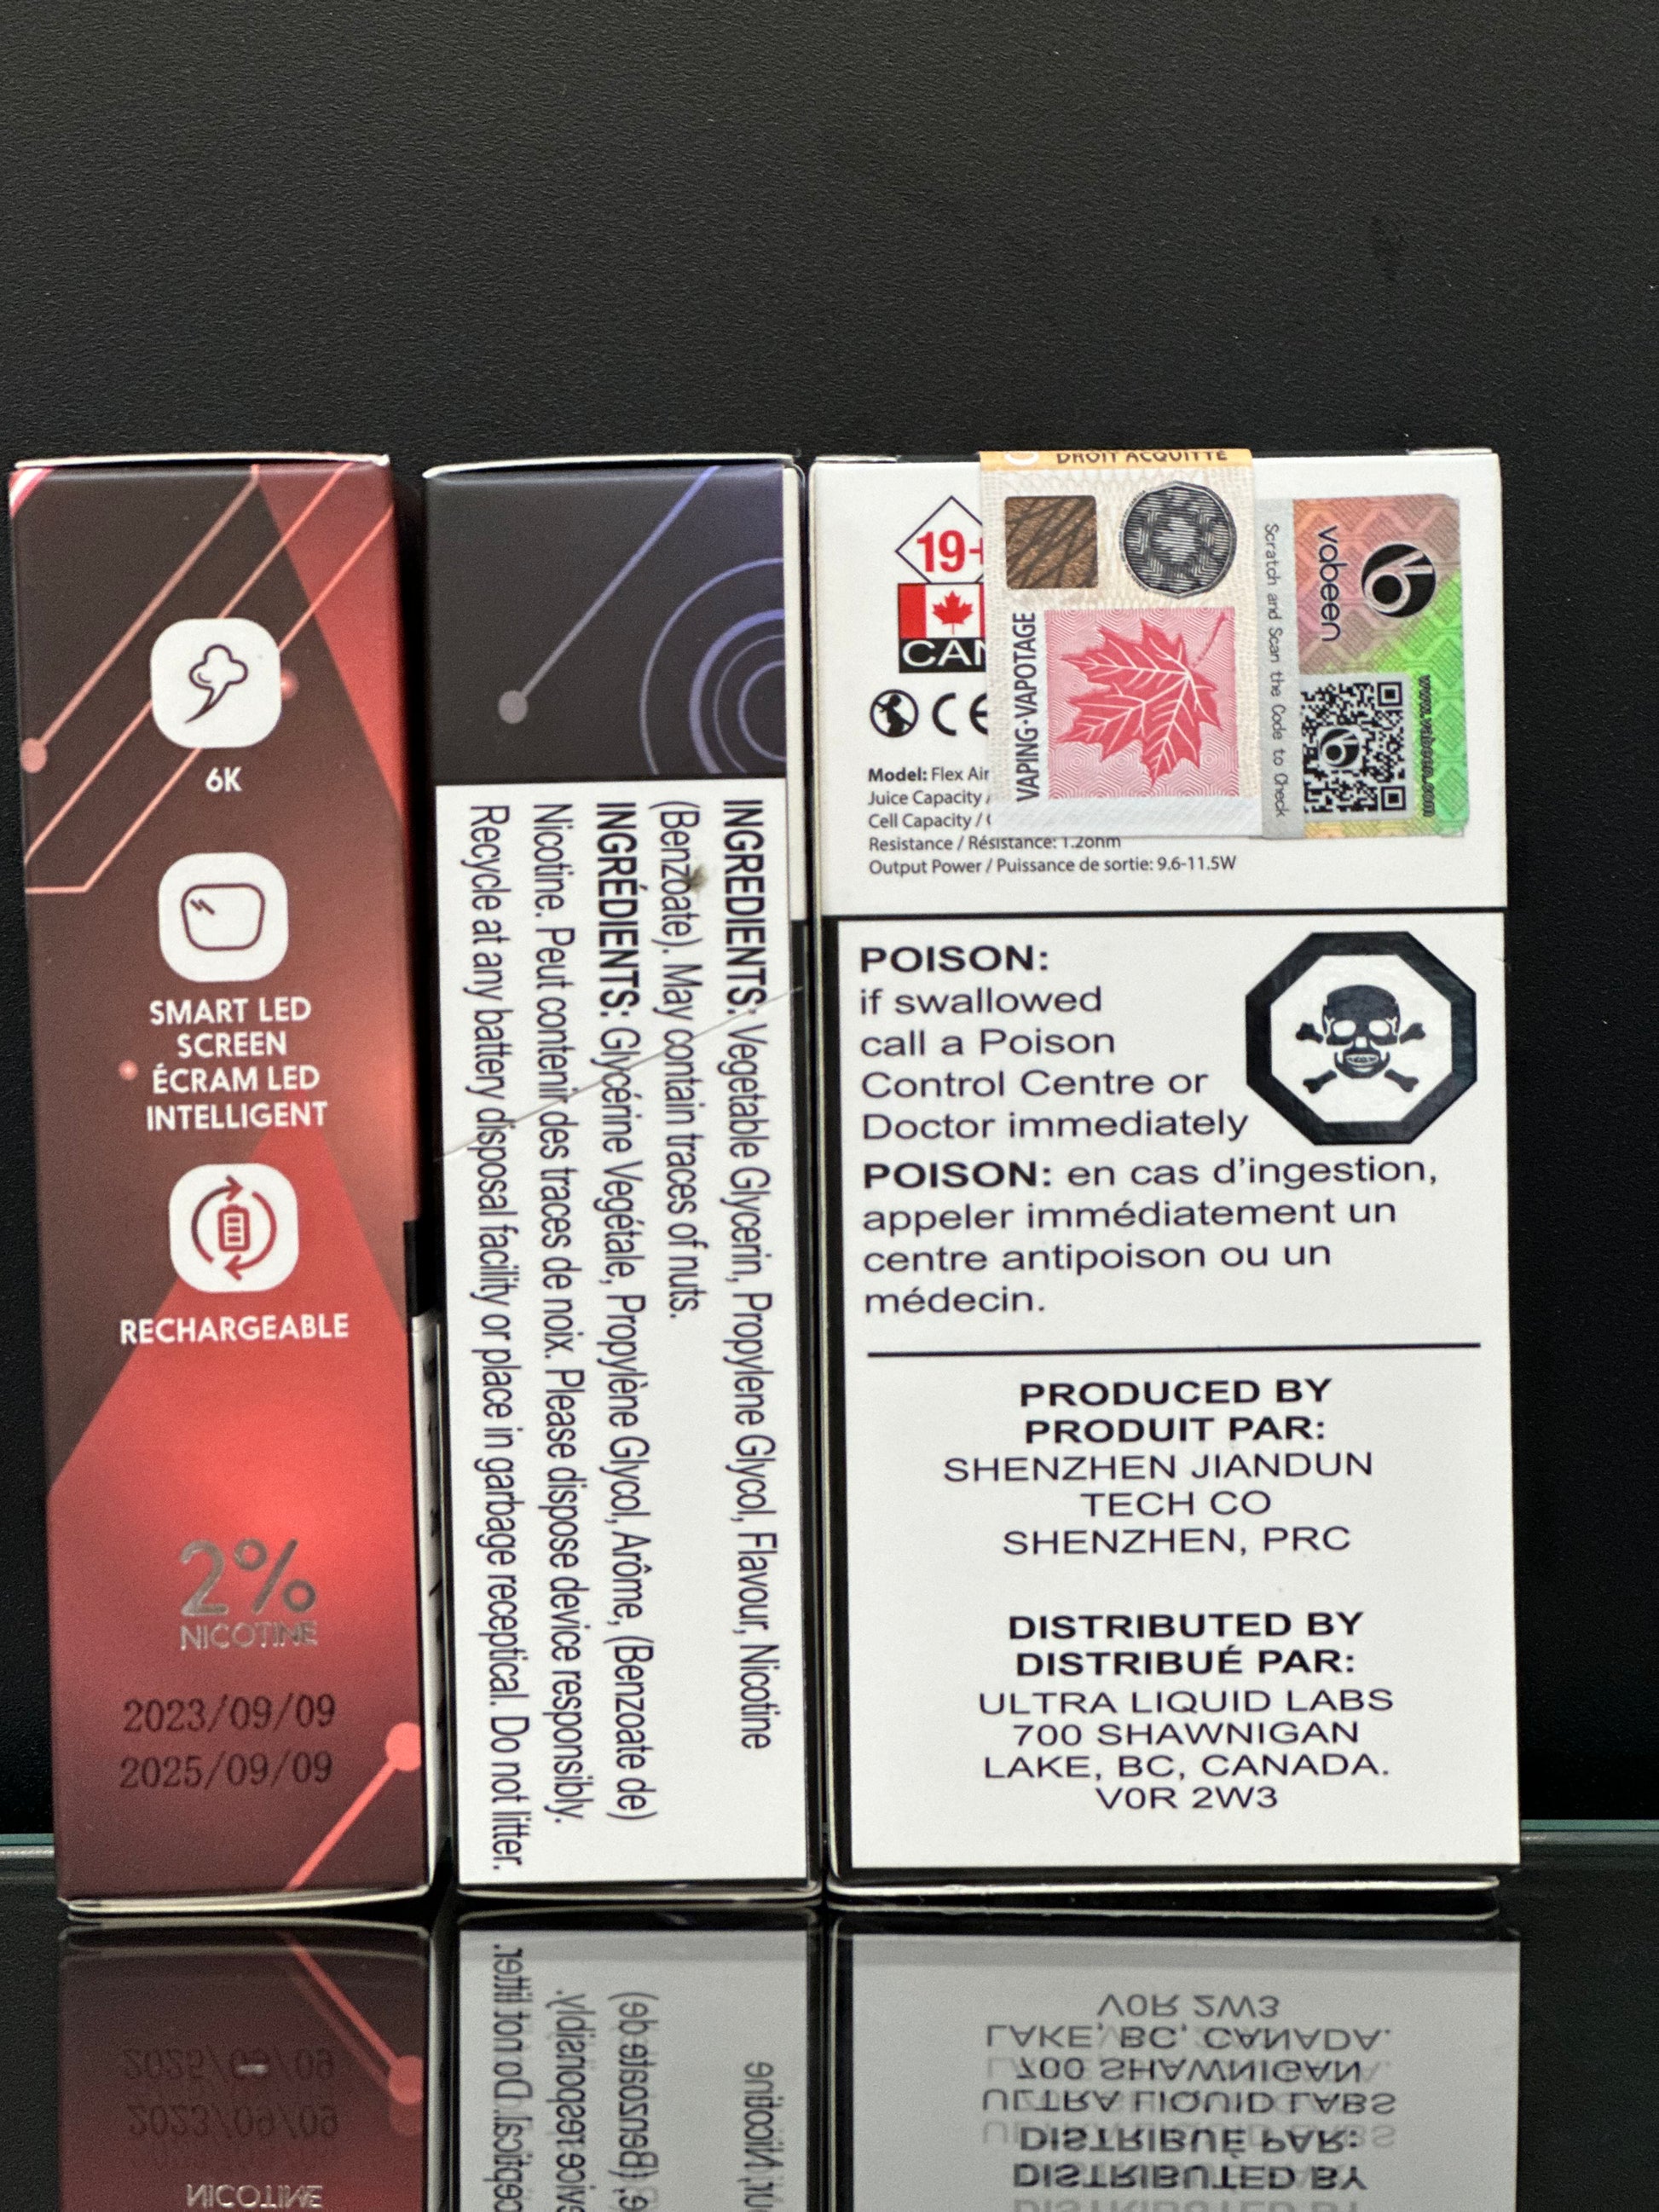 6K
SMART LED
SCREEN
ÉCRAM LED
INTELLIGENT
RECHARGEABLE
2%
NICOTINE
2023/09/09
2025/09/09
INGREDIENTS: Vegetable Glycerin, Propylene Glycol, Flavour, Nicotine
(Benzoate). May contain traces of nuts.
INGRÉDIENTS: Glycérine Vegétale, Propylène Glycol, Arôme, (Benzoate de)
Nicotine. Peut contenir des traces de noix. Please dispose device responsibly.
Recycle at any battery disposal facility or place in garbage receptical. Do not litter.
DROIT ACQUITTÉ
19+
CAN
CE
VAPING·VAPOTAGE
Scratch and Scan the Code to Check
vabeen
www.vabeen.com
Model: Flex Air
Juice Capacity /
Cell Capacity /
Resistance / Résistance: 1.2ohm
Output Power / Puissance de sortie: 9.6-11.5W
POISON:
if swallowed
call a Poison
Control Centre or
Doctor immediately
POISON: en cas d'ingestion,
appeler immédiatement un
centre antipoison ou un
médecin.
PRODUCED BY
PRODUIT PAR:
SHENZHEN JIANDUN
TECH CO
SHENZHEN, PRC
DISTRIBUTED BY
DISTRIBUÉ PAR:
ULTRA LIQUID LABS
700 SHAWNIGAN
LAKE, BC, CANADA.
V0R 2W3